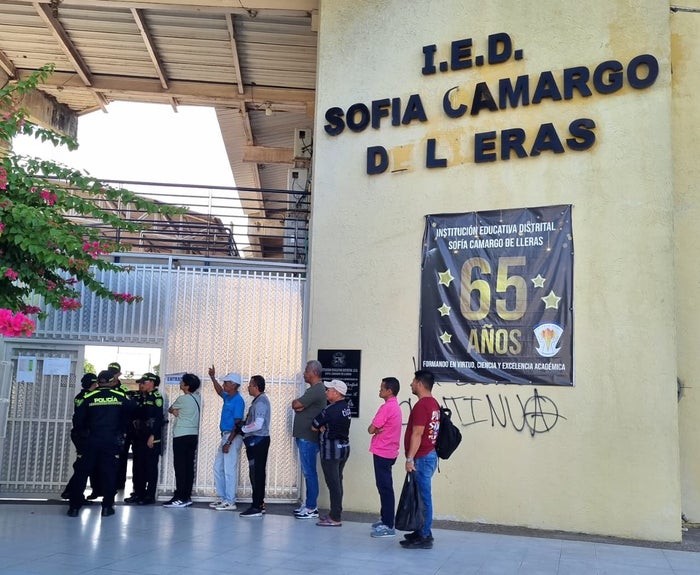 I.E.D.
SOFIA CAMARGO
D LLERAS
INSTITUCIÓN EDUCATIVA DISTRITAL
SOFÍA CAMARGO DE LLERAS
65
AÑOS
FORMANDO EN VIRTUD, CIENCIA Y EXCELENCIA ACADÉMICA
POLICÍA